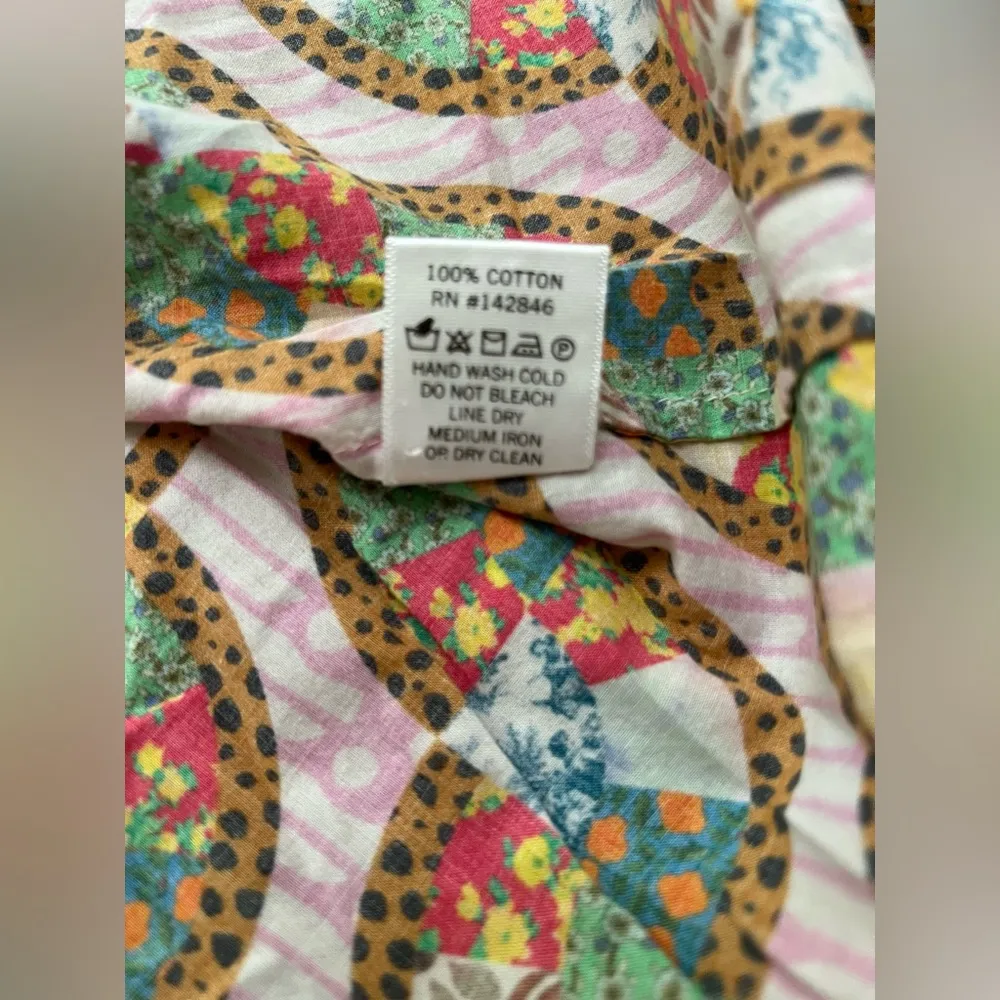 100% COTTON
RN #142846
P
HAND WASH COLD
DO NOT BLEACH
LINE DRY
MEDIUM IRON
OR DRY CLEAN